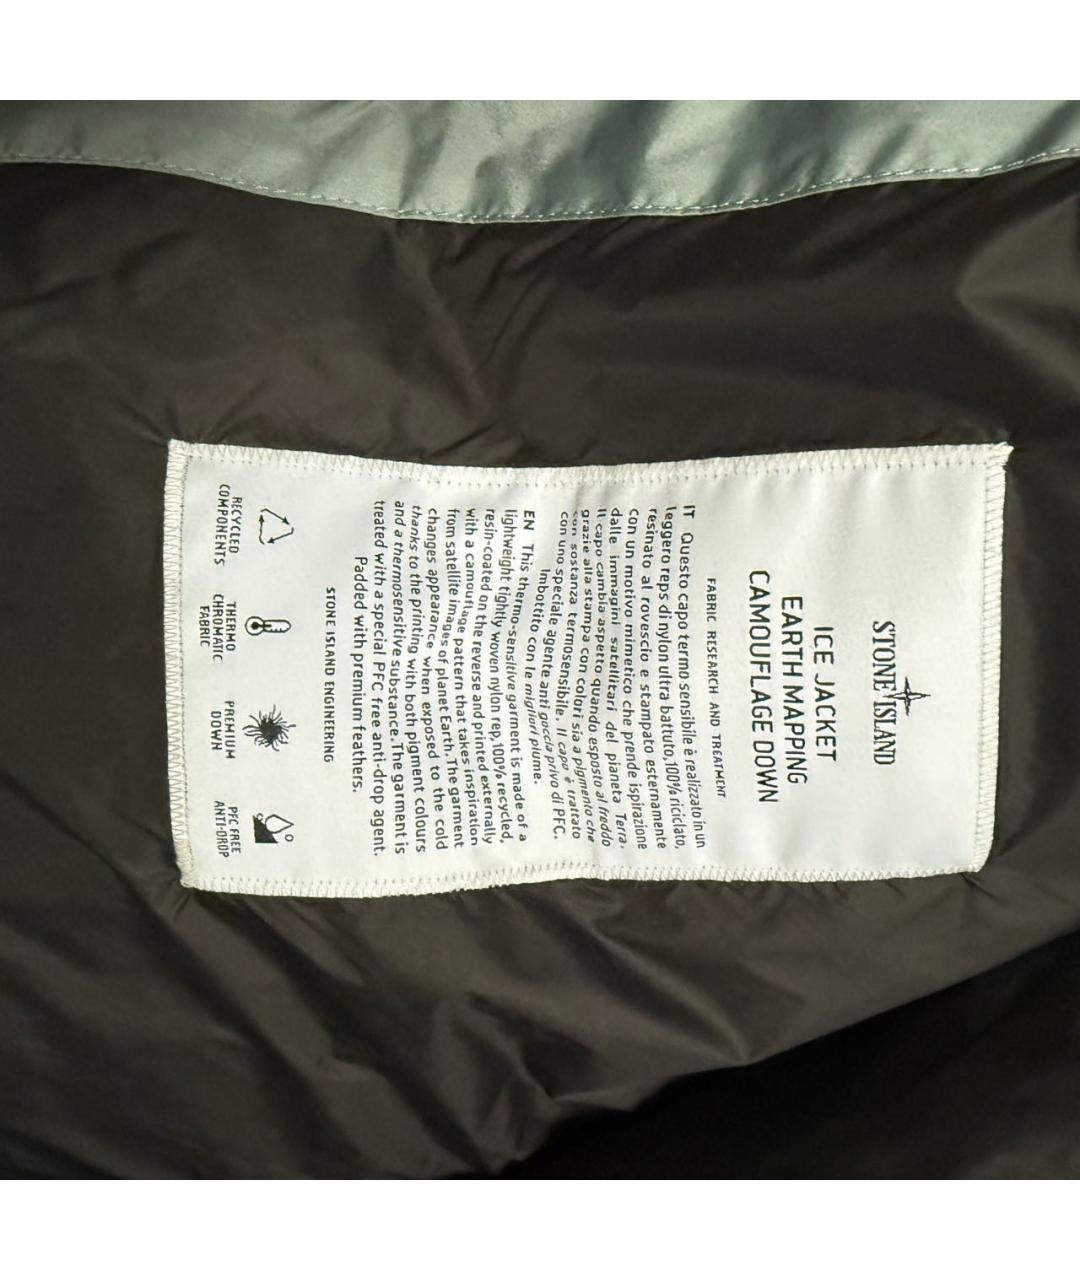 STONE ISLAND
ICE JACKET
EARTH MAPPING
CAMOUFLAGE DOWN
FABRIC RESEARCH AND TREATMENT
IT Questo capo termo sensibile è realizzato in un
leggero reps di nylon ultra battuto, 100% riciclato,
resinato al rovescio e stampato esternamente
con un motivo mimetico che prende ispirazione
dalle immagini satellitari del pianeta Terra.
Il capo cambia aspetto quando esposto al freddo
grazie alla stampa con colori sia a pigmento che
con sostanza termosensibile. Il capo è trattato
con uno speciale agente anti goccia privo di PFC.
Imbottito con le migliori piume.
EN This thermo-sensitive garment is made of a
lightweight tightly woven nylon rep, 100% recycled,
resin-coated on the reverse and printed externally
with a camouflage pattern that takes inspiration
from satellite images of planet Earth. The garment
changes appearance when exposed to the cold
thanks to the printing with both pigment colours
and a thermosensitive substance. The garment is
treated with a special PFC free anti-drop agent.
Padded with premium feathers.
STONE ISLAND ENGINEERING
RECYCLED
COMPONENTS
THERMO
CHROMATIC
FABRIC
PREMIUM
DOWN
PFC FREE
ANTI-DROP